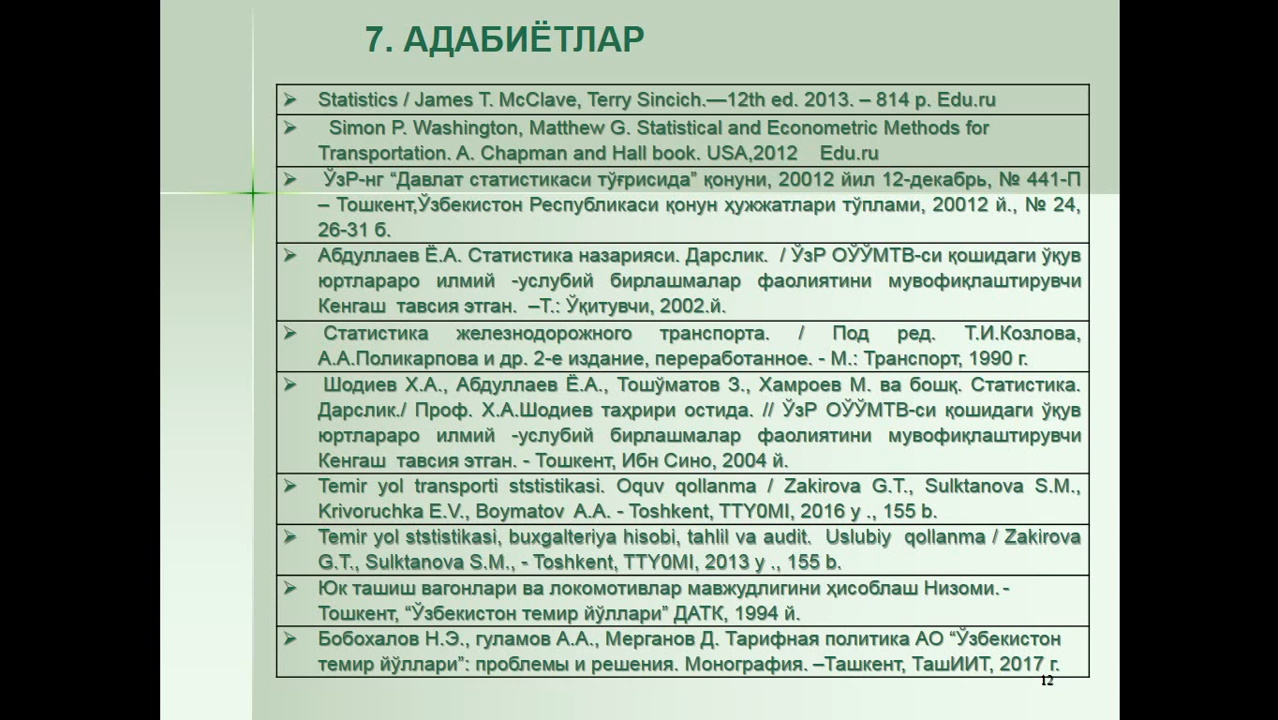 7. АДАБИЁТЛАР
➢ Statistics / James T. McClave, Terry Sincich.—12th ed. 2013. – 814 p. Edu.ru
➢ Simon P. Washington, Matthew G. Statistical and Econometric Methods for
Transportation. A. Chapman and Hall book. USA,2012 Edu.ru
➢ ЎзР-нг “Давлат статистикаси тўғрисида” қонуни, 20012 йил 12-декабрь, № 441-П
– Тошкент,Ўзбекистон Республикаси қонун ҳужжатлари тўплами, 20012 й., № 24,
26-31 б.
➢ Абдуллаев Ё.А. Статистика назарияси. Дарслик. / ЎзР ОЎЎМТВ-си қошидаги ўқув
юртлараро илмий -услубий бирлашмалар фаолиятини мувофиқлаштирувчи
Кенгаш тавсия этган. –Т.: Ўқитувчи, 2002.й.
➢ Статистика железнодорожного транспорта. / Под ред. Т.И.Козлова,
А.А.Поликарпова и др. 2-е издание, переработанное. - М.: Транспорт, 1990 г.
➢ Шодиев Х.А., Абдуллаев Ё.А., Тошўматов З., Хамроев М. ва бошқ. Статистика.
Дарслик./ Проф. Х.А.Шодиев таҳрири остида. // ЎзР ОЎЎМТВ-си қошидаги ўқув
юртлараро илмий -услубий бирлашмалар фаолиятини мувофиқлаштирувчи
Кенгаш тавсия этган. - Тошкент, Ибн Сино, 2004 й.
➢ Temir yol transporti ststistikasi. Oquv qollanma / Zakirova G.T., Sulktanova S.M.,
Krivoruchka E.V., Boymatov A.A. - Toshkent, TTY0MI, 2016 y ., 155 b.
➢ Temir yol ststistikasi, buxgalteriya hisobi, tahlil va audit. Uslubiy qollanma / Zakirova
G.T., Sulktanova S.M., - Toshkent, TTY0MI, 2013 y ., 155 b.
➢ Юк ташиш вагонлари ва локомотивлар мавжудлигини ҳисоблаш Низоми. -
Тошкент, “Ўзбекистон темир йўллари” ДАТК, 1994 й.
➢ Бобохалов Н.Э., гуламов А.А., Мерганов Д. Тарифная политика АО “Ўзбекистон
темир йўллари”: проблемы и решения. Монография. –Ташкент, ТашИИТ, 2017 г.
12